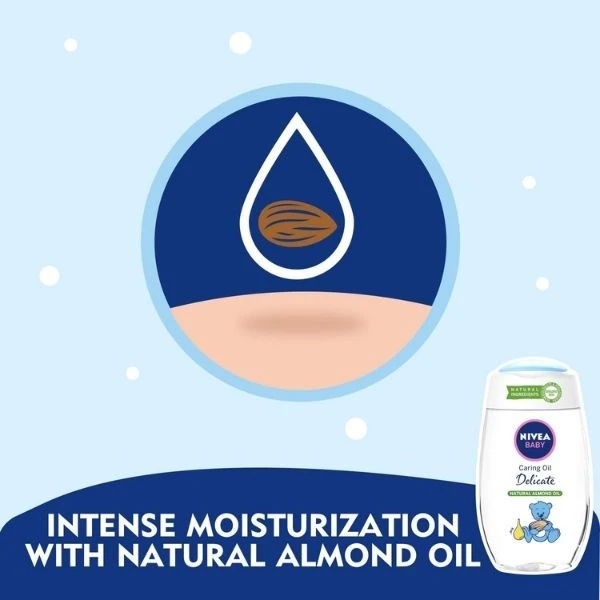 NATURAL
INGREDIENTS
NIVEA
BABY
Caring Oil
Delicate
NATURAL ALMOND OIL
INTENSE MOISTURIZATION
WITH NATURAL ALMOND OIL